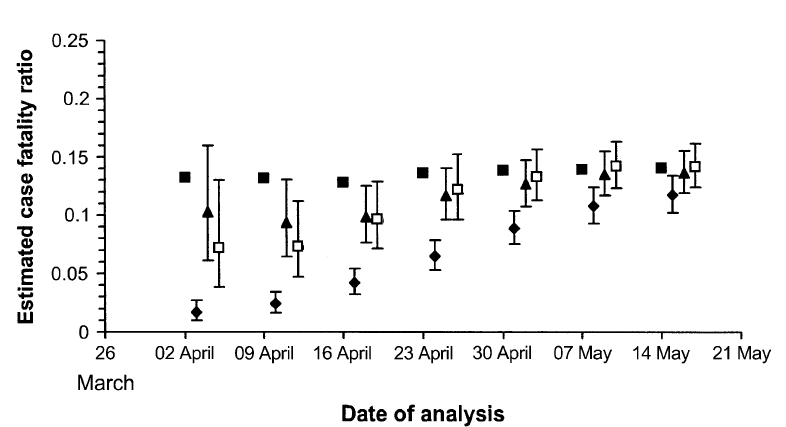 Estimated case fatality ratio
0.25
0.2
0.15
0.1
0.05
0
26
March
02 April
09 April
16 April
23 April
30 April
07 May
14 May
21 May
Date of analysis